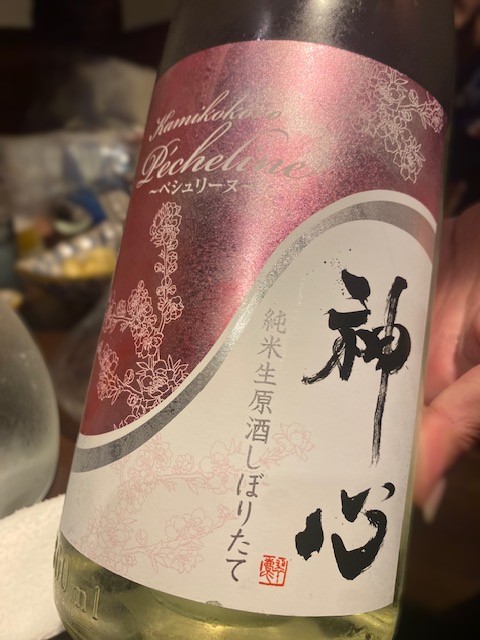 Kamikokoro
Pecheline
~ペシュリーヌ~
神心
純米生原酒しぼりたて